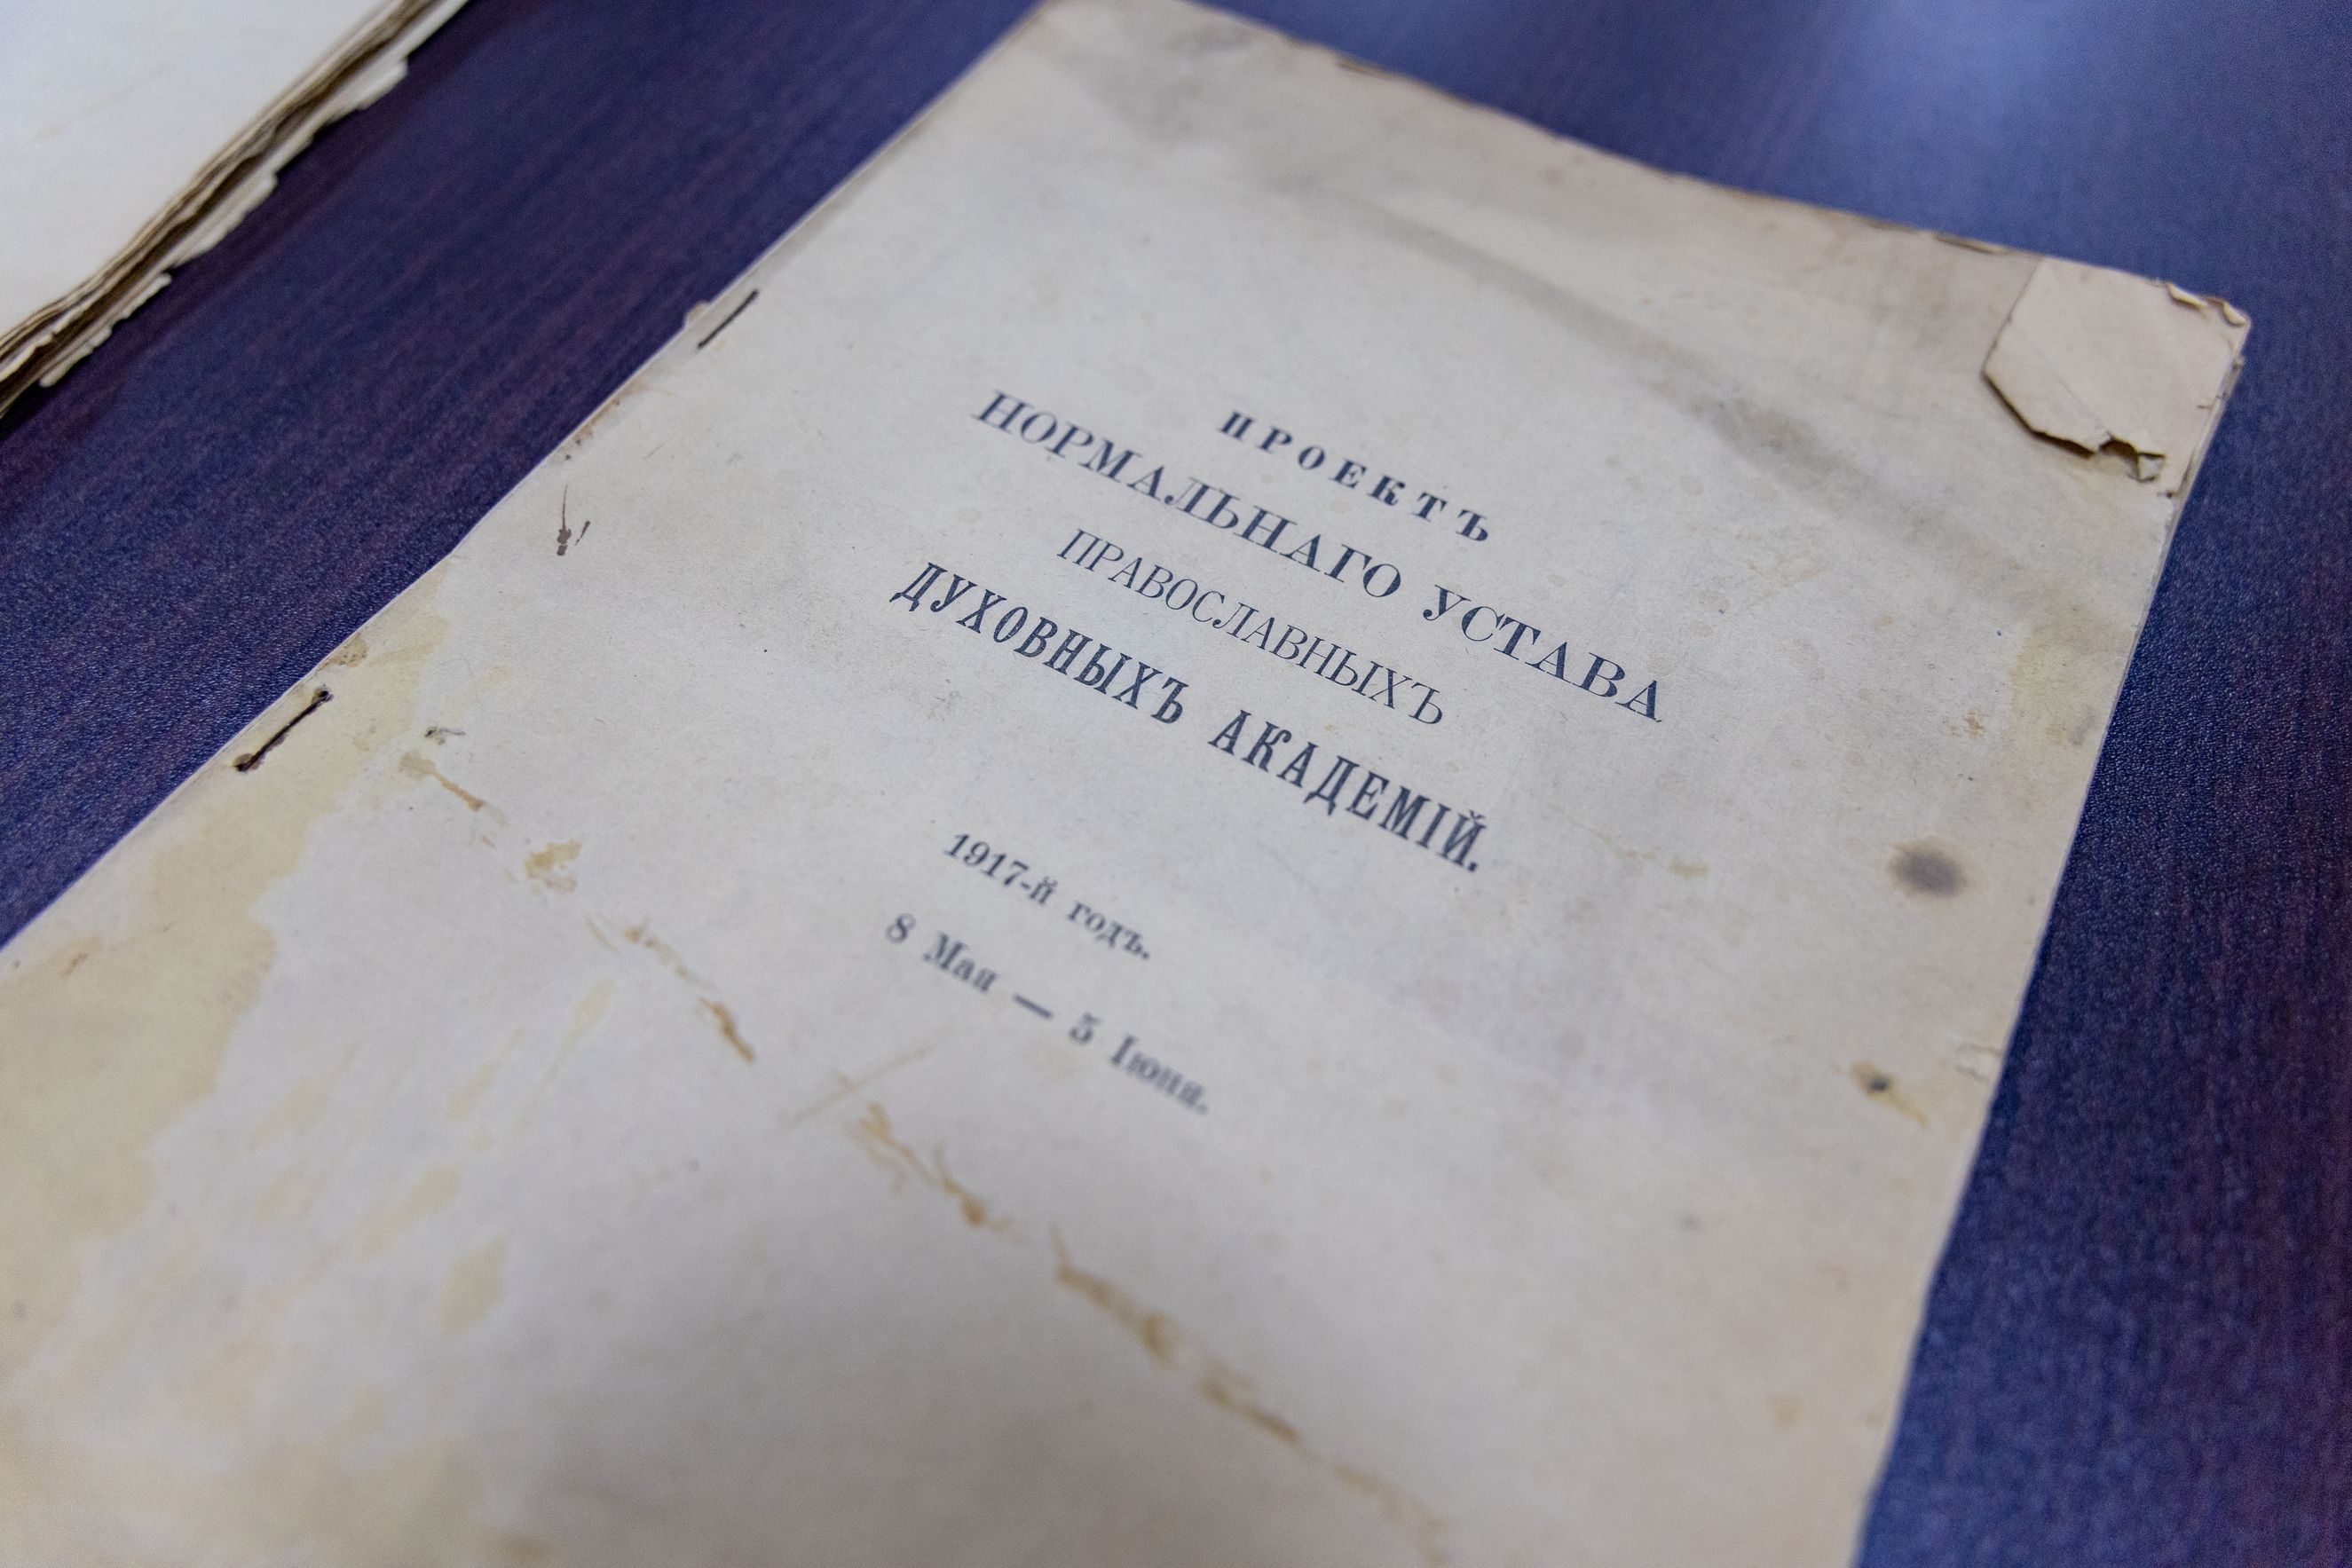 ПРОЕКТЪ
НОРМАЛЬНАГО УСТАВА
ПРАВОСЛАВНЫХЪ
ДУХОВНЫХЪ АКАДЕМІЙ.
1917-й годъ.
8 Мая — 5 Іюня.